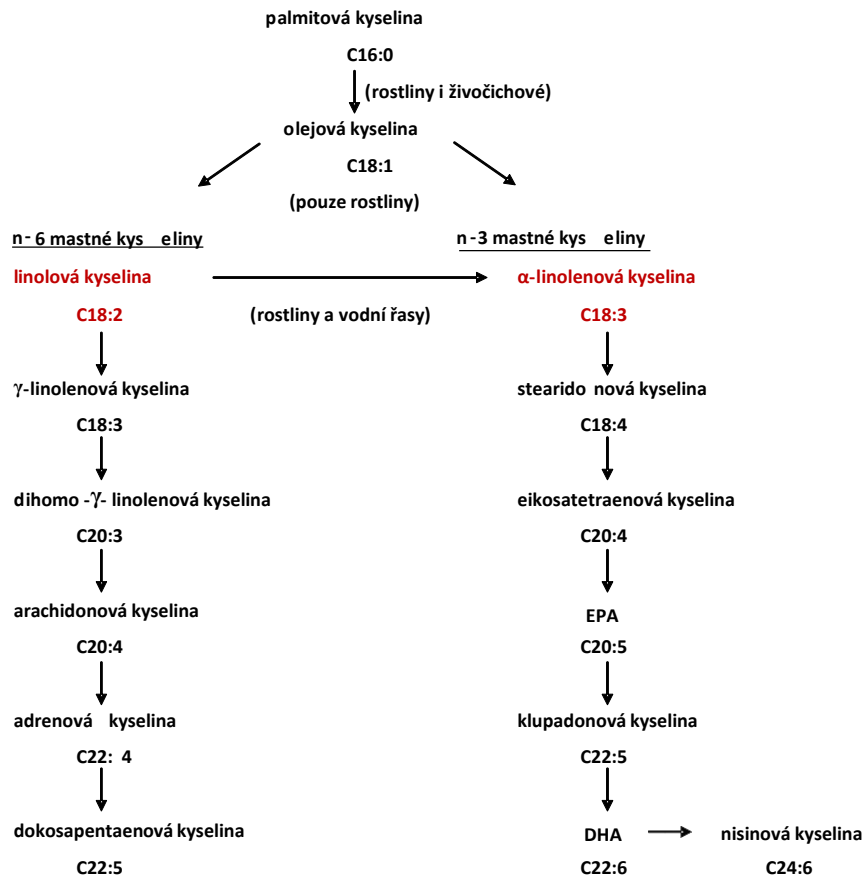 palmitová kyselina
C16:0
(rostliny i živočichové)
olejová kyselina
C18:1
(pouze rostliny)
n- 6 mastné kys eliny
n-3 mastné kys eliny
linolová kyselina
α-linolenová kyselina
C18:2
(rostliny a vodní řasy)
C18:3
γ-linolenová kyselina
stearido nová kyselina
C18:3
C18:4
dihomo -γ- linolenová kyselina
eikosatetraenová kyselina
C20:3
C20:4
arachidonová kyselina
EPA
C20:4
C20:5
adrenová kyselina
klupadonová kyselina
C22: 4
C22:5
dokosapentaenová kyselina
DHA
nisinová kyselina
C22:5
C22:6
C24:6